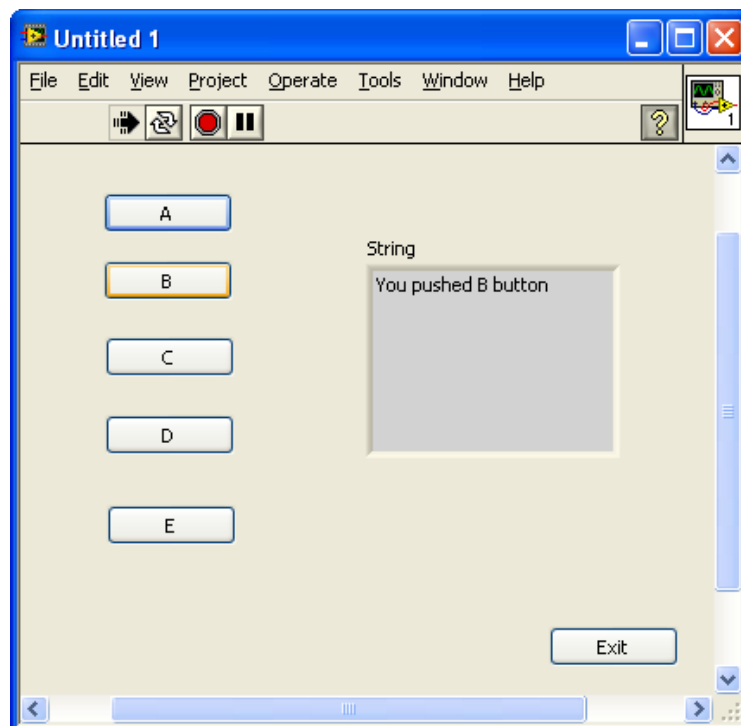 Untitled 1
File Edit View Project Operate Tools Window Help
?
1
A
B
String
You pushed B button
C
D
E
Exit